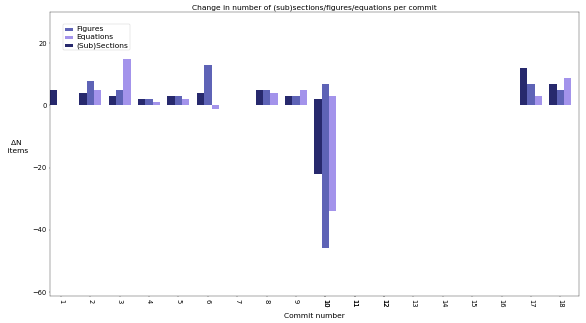 Change in number of (sub)sections/figures/equations per commit
Figures
Equations
(Sub)Sections
20
0
−20
−40
−60
ΔN
items
1 2 3 4 5 6 7 8 9 10 11 12 13 14 15 16 17 18
Commit number